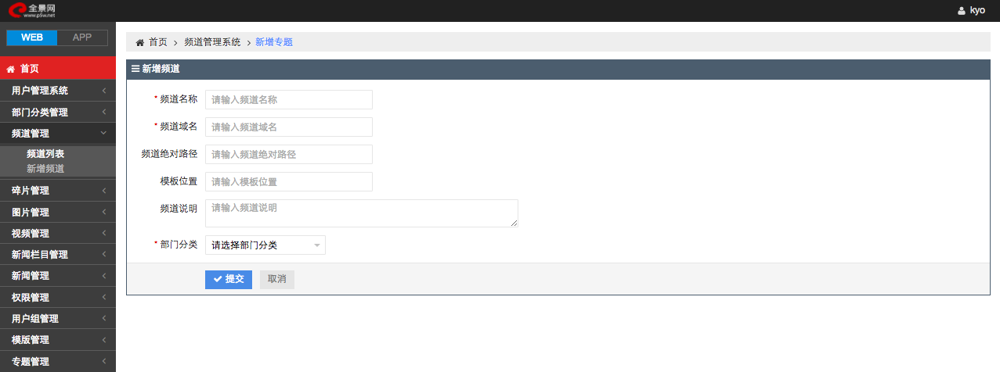 全景网
www.p5w.net
kyo
WEB APP
首页
用户管理系统
部门分类管理
频道管理
频道列表
新增频道
碎片管理
图片管理
视频管理
新闻栏目管理
新闻管理
权限管理
用户组管理
模版管理
专题管理
首页 > 频道管理系统 > 新增专题
新增频道
* 频道名称 请输入频道名称
* 频道域名 请输入频道域名
频道绝对路径 请输入频道绝对路径
模板位置 请输入模板位置
频道说明 请输入频道说明
* 部门分类 请选择部门分类
提交 取消